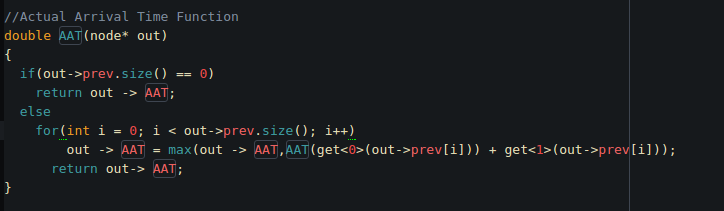 //Actual Arrival Time Function
double AAT(node* out)
{
  if(out->prev.size() == 0)
    return out -> AAT;
  else
    for(int i = 0; i < out->prev.size(); i++)
        out -> AAT = max(out -> AAT,AAT(get<0>(out->prev[i])) + get<1>(out->prev[i]));
      return out-> AAT;
}